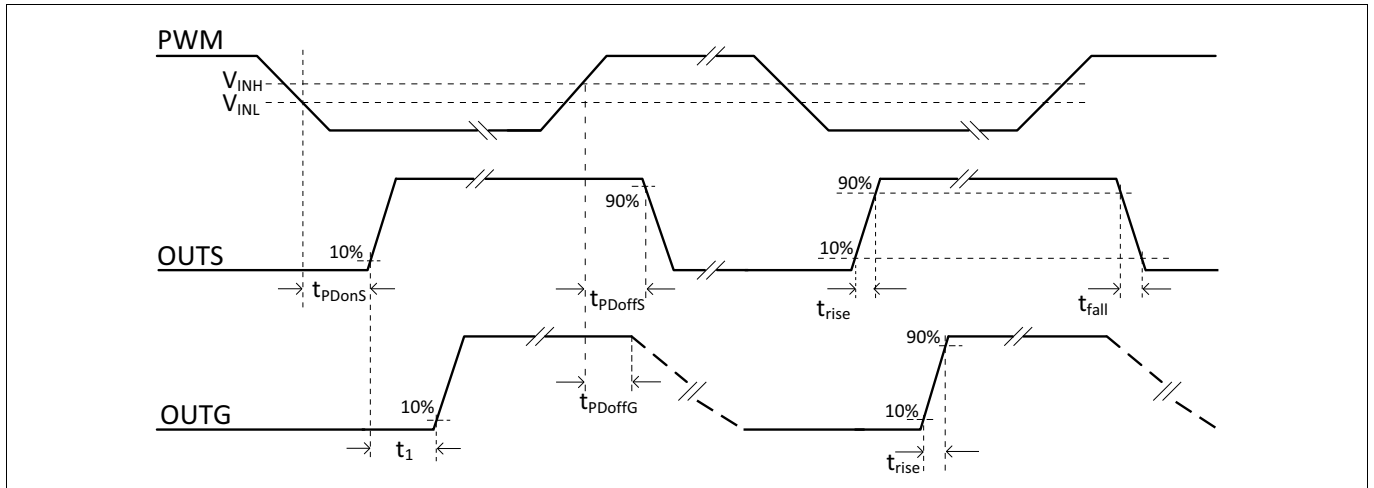 PWM
V_INH
V_INL
90%
90%
10%
10%
OUTS
t_PDonS
t_PDoffS
t_rise
t_fall
90%
10%
10%
OUTG
t_PDoffG
t_1
t_rise